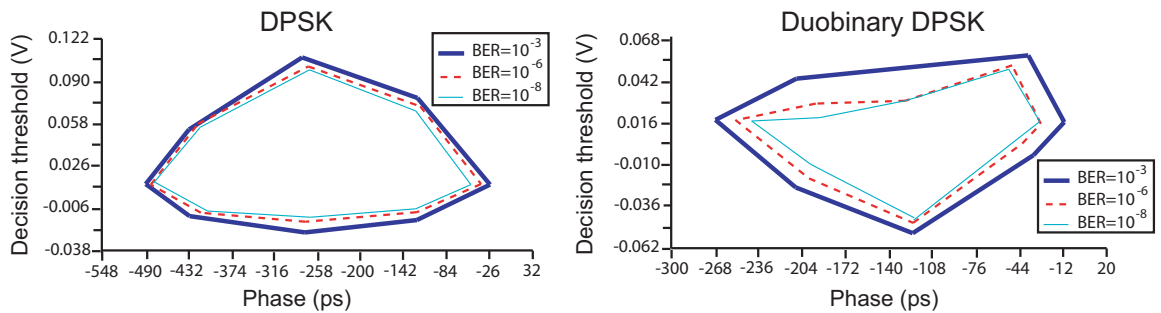 DPSK
Decision threshold (V)
0.122
0.090
0.058
0.026
-0.006
-0.038
BER=10^-3
BER=10^-6
BER=10^-8
-548 -490 -432 -374 -316 -258 -200 -142 -84 -26 32
Phase (ps)
Duobinary DPSK
Decision threshold (V)
0.068
0.042
0.016
-0.010
-0.036
-0.062
BER=10^-3
BER=10^-6
BER=10^-8
-300 -268 -236 -204 -172 -140 -108 -76 -44 -12 20
Phase (ps)